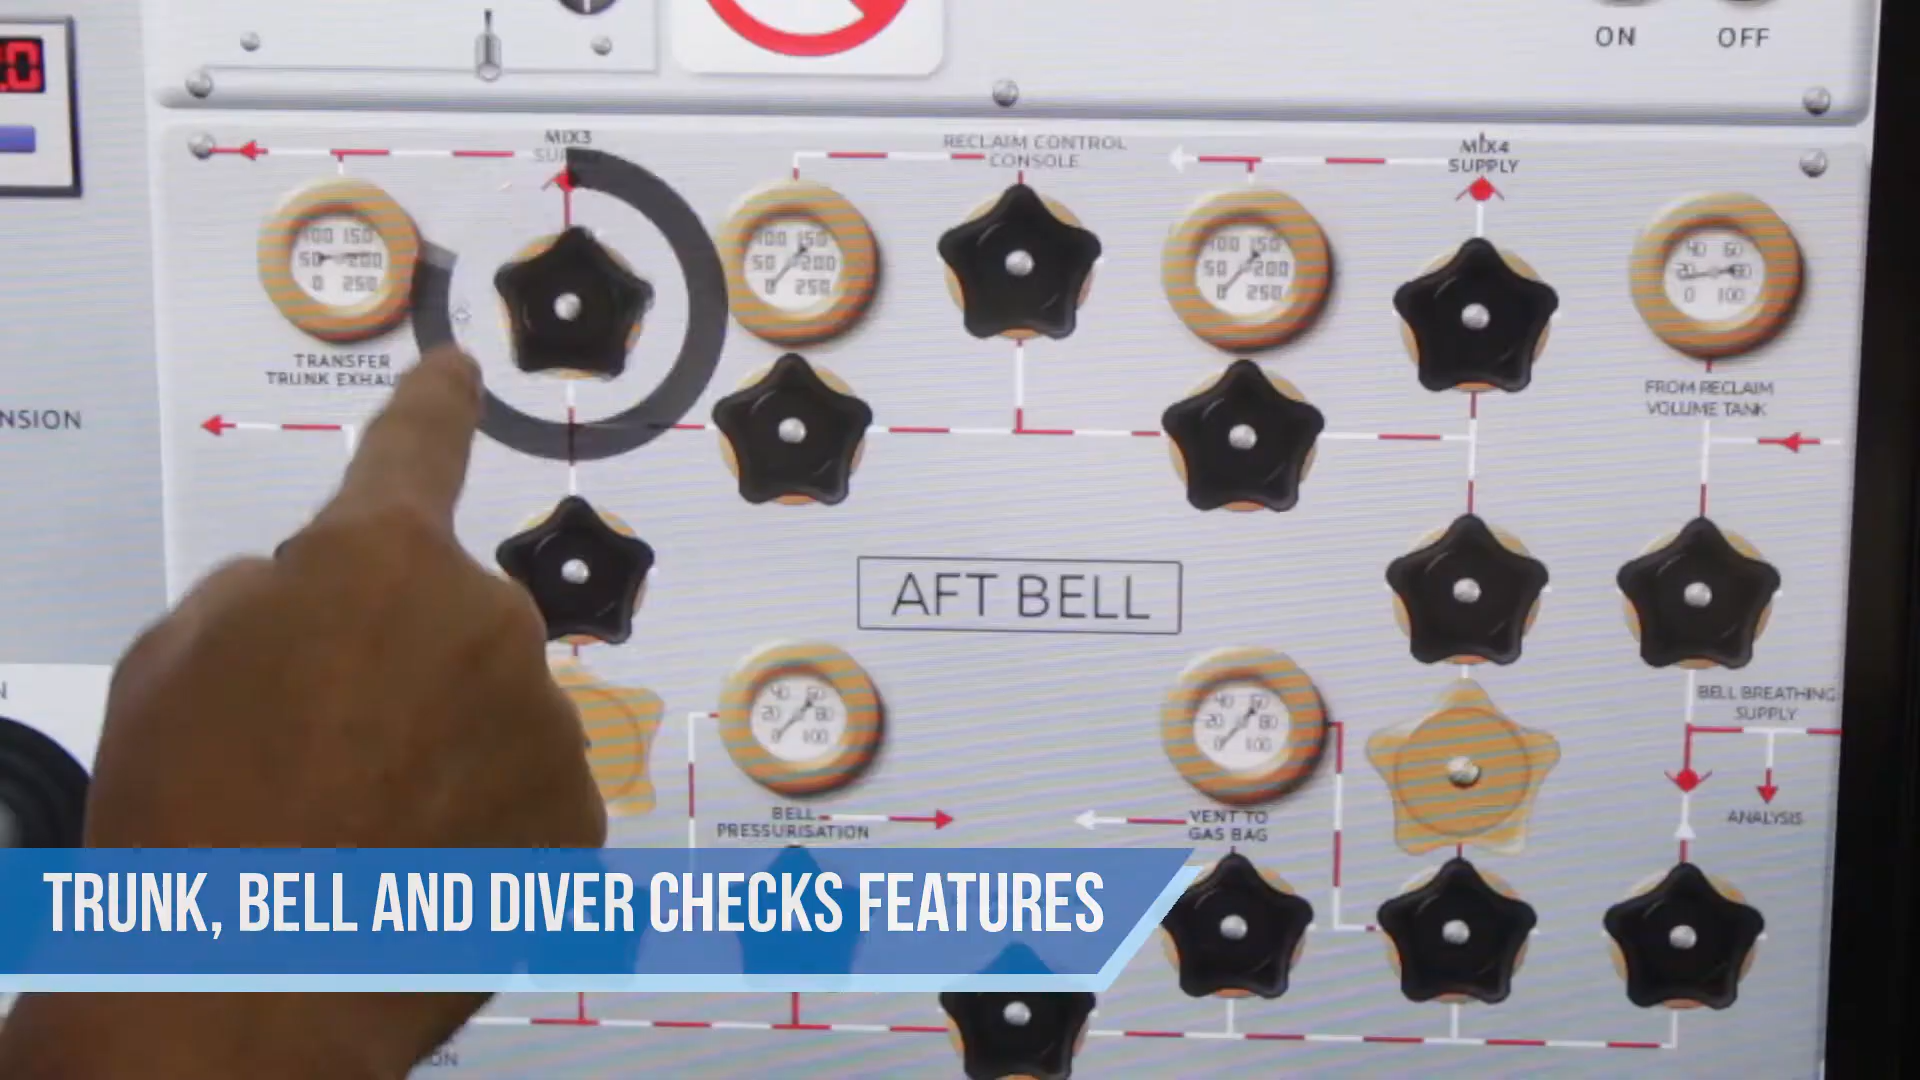 0
ON OFF
MIX3
SUPPLY
RECLAIM CONTROL
CONSOLE
MIX4
SUPPLY
100 150
50 200
0 250
100 150
50 200
0 250
100 150
50 200
0 250
40 60
20 80
0 100
TRANSFER
TRUNK EXHAU
FROM RECLAIM
VOLUME TANK
NSION
AFT BELL
N
BELL BREATHING
SUPPLY
40 60
20 80
0 100
40 60
20 80
0 100
BELL
PRESSURISATION
VENT TO
GAS BAG
ANALYSIS
TRUNK, BELL AND DIVER CHECKS FEATURES
ON